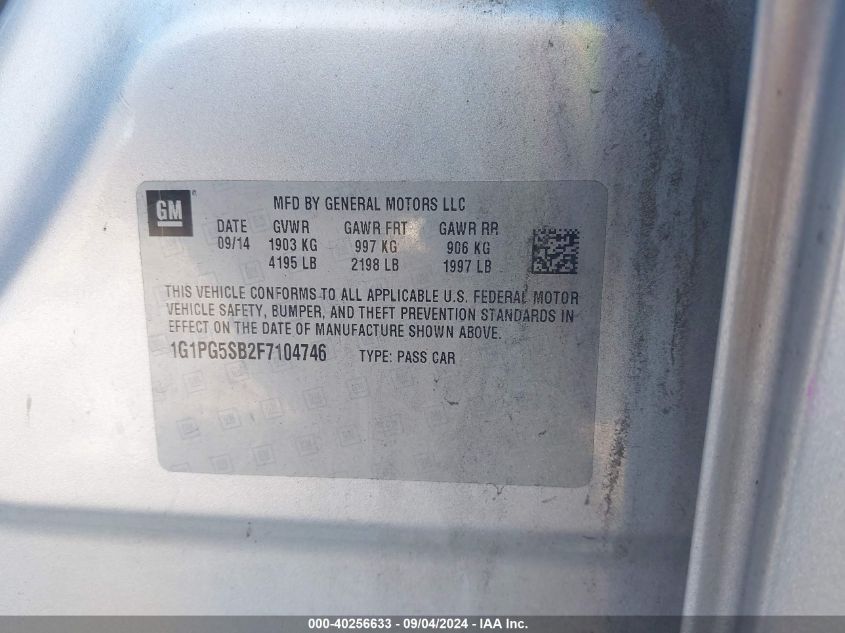 GM
MFD BY GENERAL MOTORS LLC
DATE GVWR GAWR FRT GAWR RR
09/14 1903 KG 997 KG 906 KG
4195 LB 2198 LB 1997 LB
THIS VEHICLE CONFORMS TO ALL APPLICABLE U.S. FEDERAL MOTOR
VEHICLE SAFETY, BUMPER, AND THEFT PREVENTION STANDARDS IN
EFFECT ON THE DATE OF MANUFACTURE SHOWN ABOVE.
1G1PG5SB2F7104746 TYPE: PASS CAR
000-40256633 - 09/04/2024 - IAA Inc.